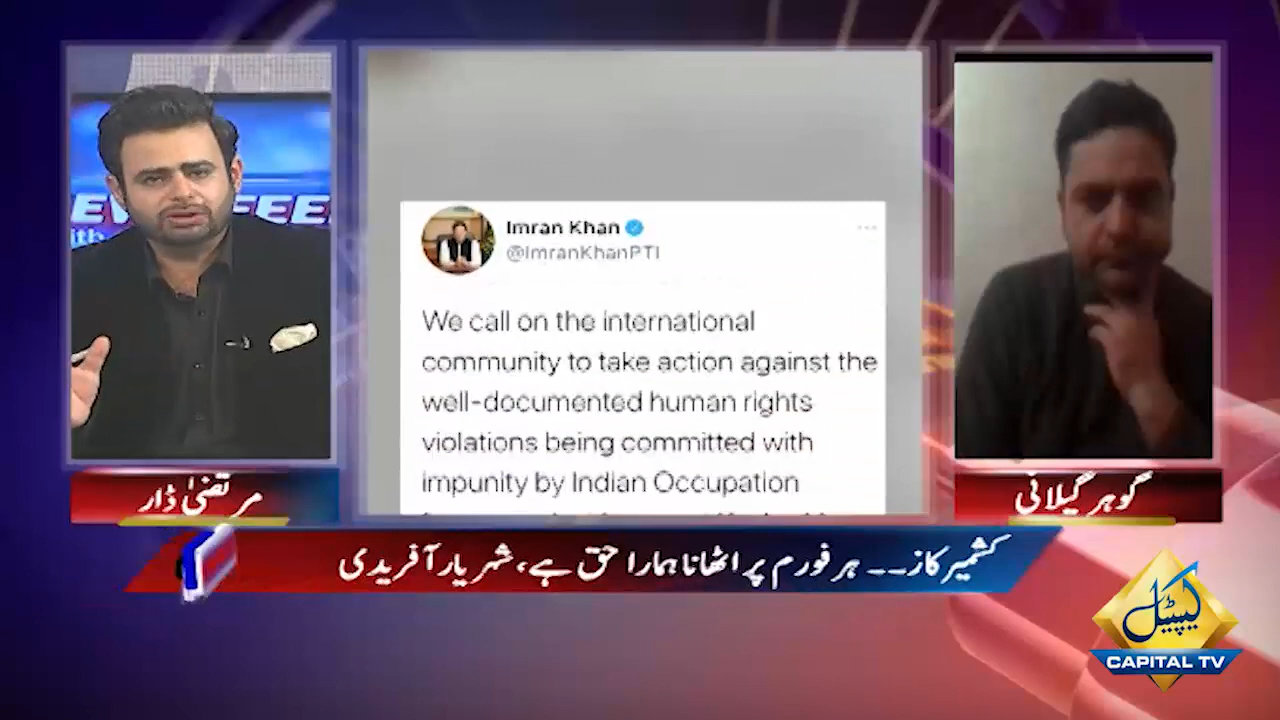 Imran Khan
@ImranKhanPTI
We call on the international
community to take action against the
well-documented human rights
violations being committed with
impunity by Indian Occupation
مرتضیٰ ڈار
گوہر گیلانی
کشمیر کاز۔۔ ہر فورم پر اٹھانا ہمارا حق ہے، شہریار آفریدی
کیپیٹل
CAPITAL TV